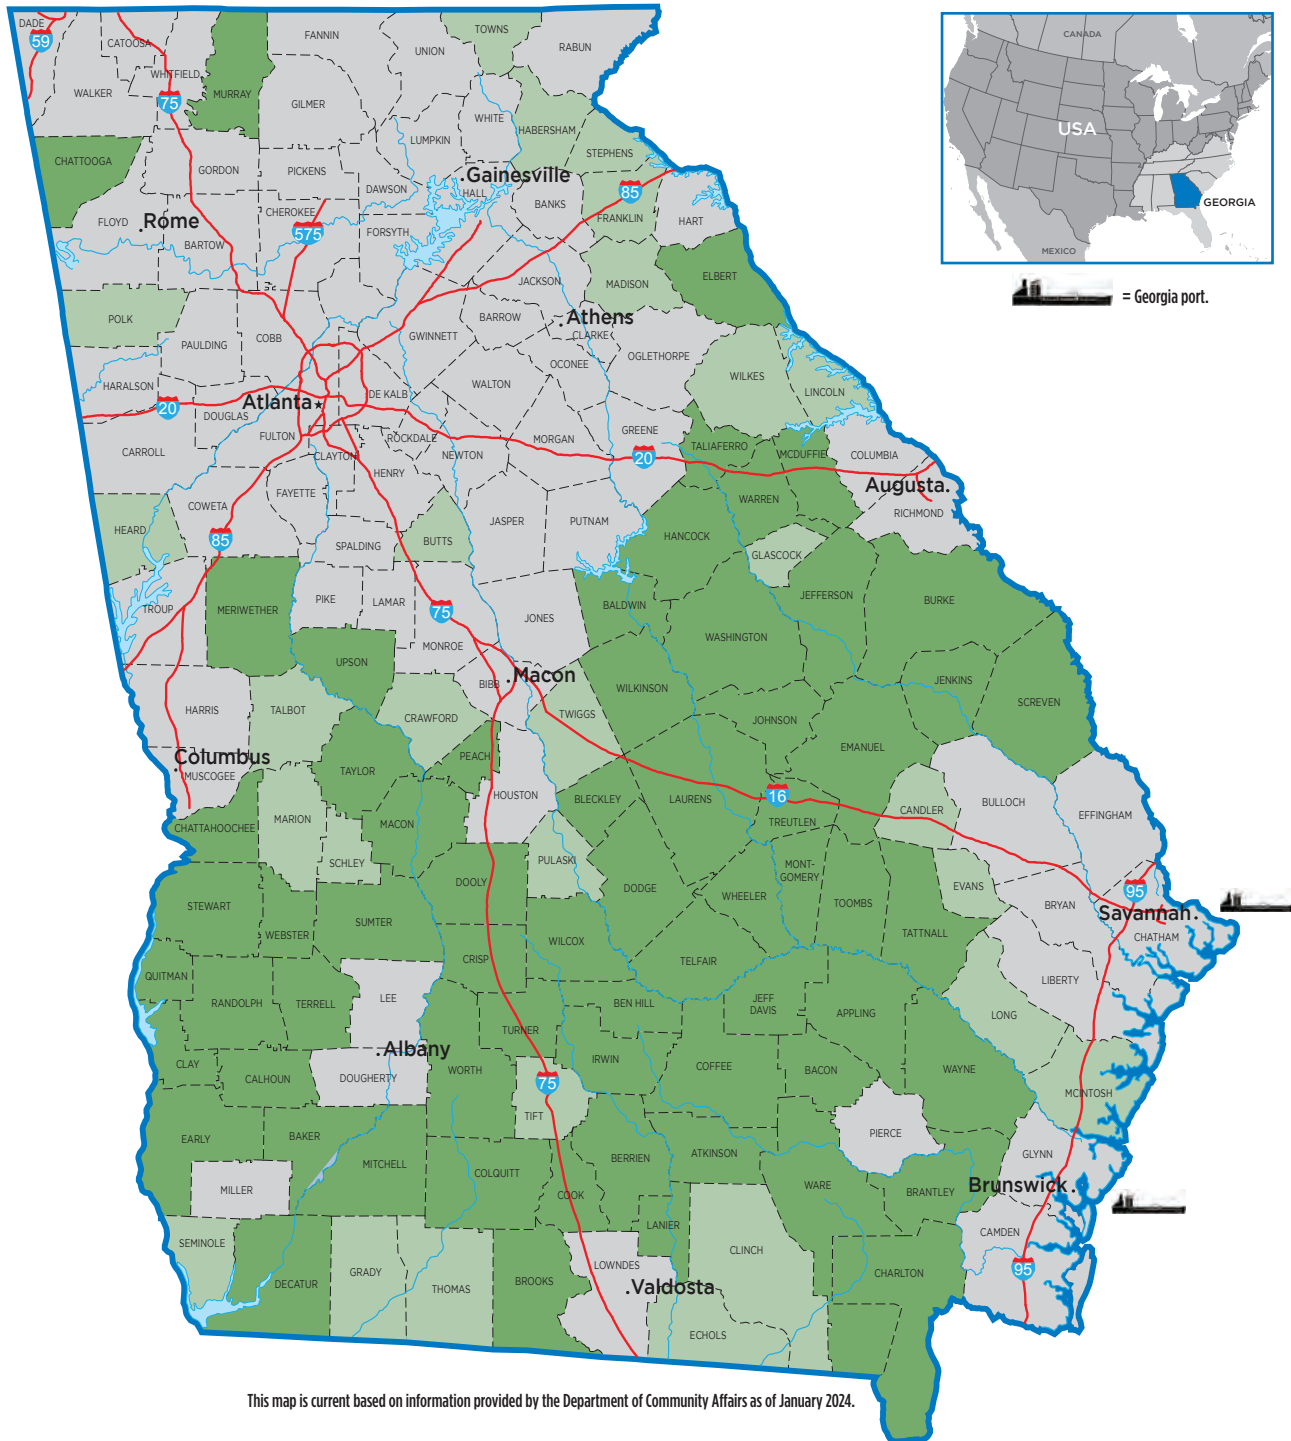 DADE
59
CATOOSA
FANNIN
UNION
TOWNS
RABUN
WHITFIELD
WALKER
75
MURRAY
GILMER
WHITE
HABERSHAM
LUMPKIN
STEPHENS
CHATTOOGA
GORDON
PICKENS
DAWSON
Gainesville
HALL
BANKS
85
FRANKLIN
HART
FLOYD
Rome
CHEROKEE
575
FORSYTH
BARTOW
JACKSON
MADISON
ELBERT
POLK
PAULDING
COBB
GWINNETT
BARROW
Athens
CLARKE
OCONEE
OGLETHORPE
HARALSON
20
DOUGLAS
Atlanta
DE KALB
WALTON
WILKES
LINCOLN
CARROLL
FULTON
CLAYTON
ROCKDALE
HENRY
NEWTON
MORGAN
GREENE
20
TALIAFERRO
MCDUFFIE
COLUMBIA
Augusta
RICHMOND
HEARD
COWETA
FAYETTE
85
SPALDING
BUTTS
JASPER
PUTNAM
HANCOCK
WARREN
GLASCOCK
TROUP
MERIWETHER
PIKE
LAMAR
75
MONROE
JONES
BALDWIN
WASHINGTON
JEFFERSON
BURKE
UPSON
BIBB
Macon
WILKINSON
JENKINS
SCREVEN
HARRIS
TALBOT
CRAWFORD
TWIGGS
JOHNSON
EMANUEL
Columbus
MUSCOGEE
TAYLOR
PEACH
HOUSTON
BLECKLEY
LAURENS
16
TREUTLEN
CANDLER
BULLOCH
EFFINGHAM
CHATTAHOOCHEE
MARION
MACON
SCHLEY
PULASKI
DOOLY
DODGE
WHEELER
MONT-
GOMERY
TOOMBS
EVANS
BRYAN
95
Savannah
CHATHAM
STEWART
WEBSTER
SUMTER
WILCOX
TATTNALL
CRISP
TELFAIR
LIBERTY
QUITMAN
RANDOLPH
TERRELL
LEE
TURNER
BEN HILL
JEFF
DAVIS
APPLING
LONG
Albany
CLAY
CALHOUN
DOUGHERTY
WORTH
75
TIFT
IRWIN
COFFEE
BACON
WAYNE
MCINTOSH
EARLY
BAKER
MITCHELL
COLQUITT
COOK
BERRIEN
ATKINSON
PIERCE
GLYNN
MILLER
WARE
BRANTLEY
Brunswick
SEMINOLE
DECATUR
GRADY
THOMAS
BROOKS
LANIER
LOWNDES
Valdosta
CLINCH
ECHOLS
CHARLTON
CAMDEN
95
CANADA
USA
GEORGIA
MEXICO
= Georgia port.
This map is current based on information provided by the Department of Community Affairs as of January 2024.